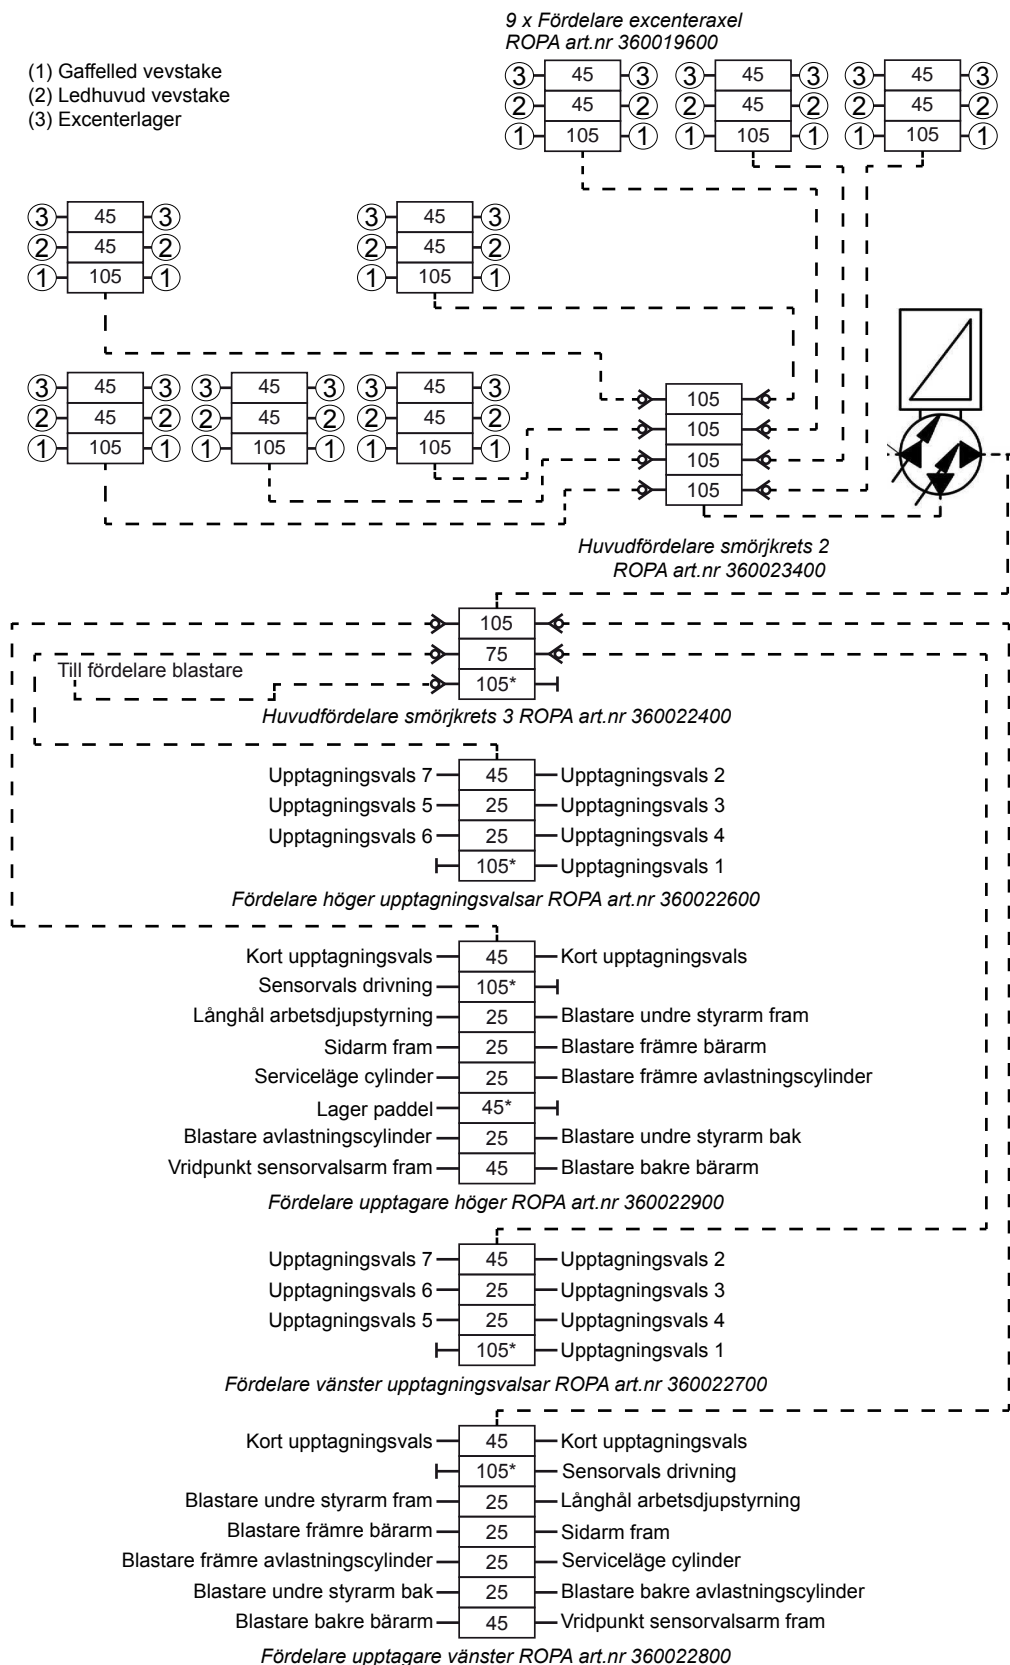 9 x Fördelare excenteraxel
ROPA art.nr 360019600
(1) Gaffelled vevstake
(2) Ledhuvud vevstake
(3) Excenterlager
3 45 3 3 45 3 3 45 3
2 45 2 2 45 2 2 45 2
1 105 1 1 105 1 1 105 1
3 45 3 3 45 3
2 45 2 2 45 2
1 105 1 1 105 1
3 45 3 3 45 3 3 45 3
2 45 2 2 45 2 2 45 2
1 105 1 1 105 1 1 105 1
105
105
105
105
Huvudfördelare smörjkrets 2
ROPA art.nr 360023400
105
75
Till fördelare blastare
105*
Huvudfördelare smörjkrets 3 ROPA art.nr 360022400
Upptagningsvals 7 45 Upptagningsvals 2
Upptagningsvals 5 25 Upptagningsvals 3
Upptagningsvals 6 25 Upptagningsvals 4
105* Upptagningsvals 1
Fördelare höger upptagningsvalsar ROPA art.nr 360022600
Kort upptagningsvals 45 Kort upptagningsvals
Sensorvals drivning 105*
Långhål arbetsdjupstyrning 25 Blastare undre styrarm fram
Sidarm fram 25 Blastare främre bärarm
Serviceläge cylinder 25 Blastare främre avlastningscylinder
Lager paddel 45*
Blastare avlastningscylinder 25 Blastare undre styrarm bak
Vridpunkt sensorvalsarm fram 45 Blastare bakre bärarm
Fördelare upptagare höger ROPA art.nr 360022900
Upptagningsvals 7 45 Upptagningsvals 2
Upptagningsvals 6 25 Upptagningsvals 3
Upptagningsvals 5 25 Upptagningsvals 4
105* Upptagningsvals 1
Fördelare vänster upptagningsvalsar ROPA art.nr 360022700
Kort upptagningsvals 45 Kort upptagningsvals
105* Sensorvals drivning
Blastare undre styrarm fram 25 Långhål arbetsdjupstyrning
Blastare främre bärarm 25 Sidarm fram
Blastare främre avlastningscylinder 25 Serviceläge cylinder
Blastare undre styrarm bak 25 Blastare bakre avlastningscylinder
Blastare bakre bärarm 45 Vridpunkt sensorvalsarm fram
Fördelare upptagare vänster ROPA art.nr 360022800